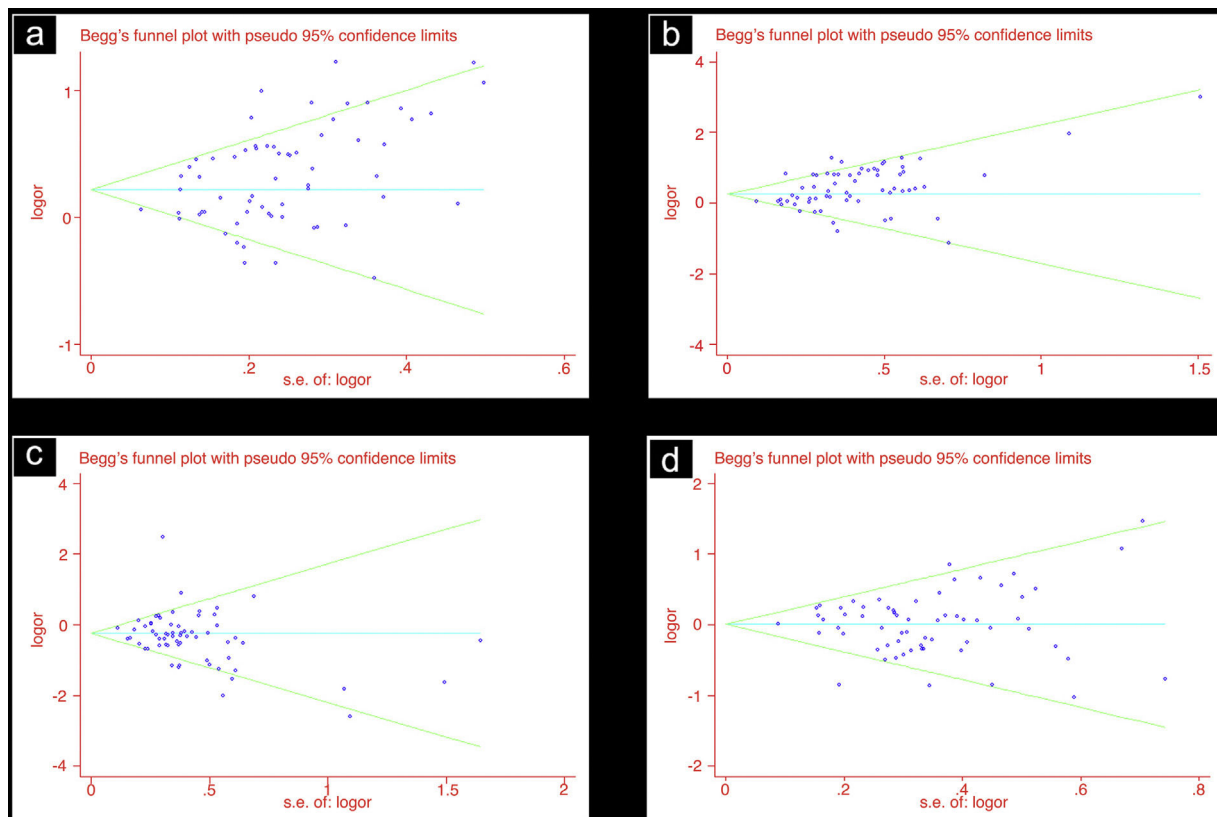 a
Begg's funnel plot with pseudo 95% confidence limits
logor
1
0
-1
0
.2
.4
.6
s.e. of: logor
b
Begg's funnel plot with pseudo 95% confidence limits
logor
4
2
0
-2
-4
0
.5
1
1.5
s.e. of: logor
c
Begg's funnel plot with pseudo 95% confidence limits
logor
4
2
0
-2
-4
0
.5
1
1.5
2
s.e. of: logor
d
Begg's funnel plot with pseudo 95% confidence limits
logor
2
1
0
-1
-2
0
.2
.4
.6
.8
s.e. of: logor